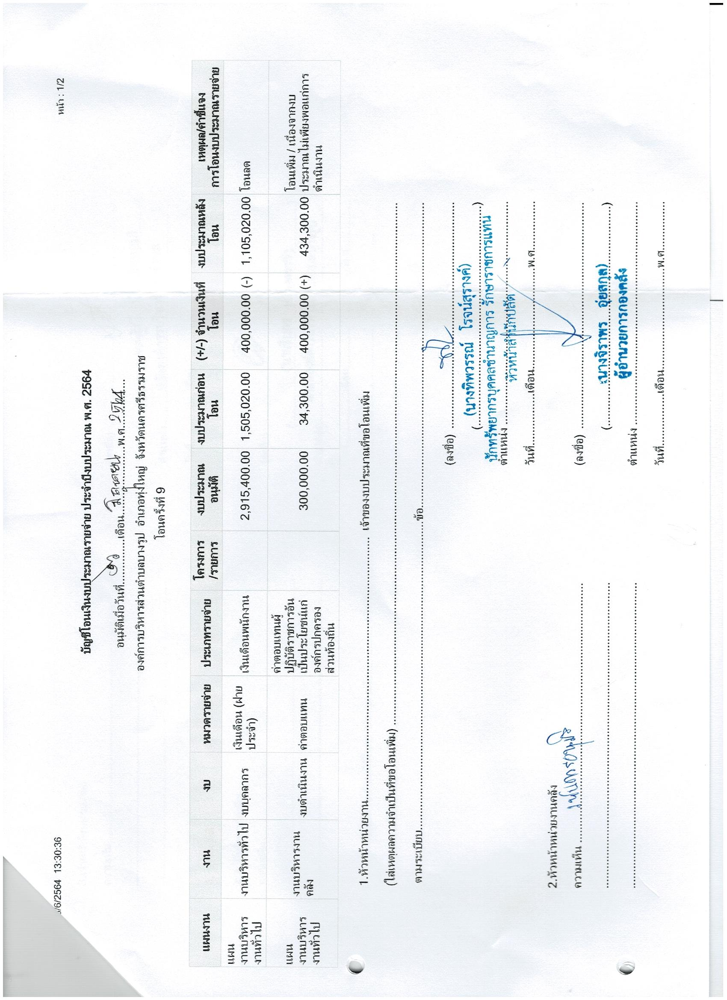 /6/2564 13:30:36
หน้า : 1/2
บัญชีโอนเงินงบประมาณรายจ่าย ประจำปีงบประมาณ พ.ศ. 2564
อนุมัติเมื่อวันที่..............เดือน..... มิถุนายน .....พ.ศ. 2564
องค์การบริหารส่วนตำบลบางรูป อำเภอทุ่งใหญ่ จังหวัดนครศรีธรรมราช
โอนครั้งที่ 9
แผนงาน งาน งบ หมวดรายจ่าย ประเภทรายจ่าย โครงการ/รายการ งบประมาณอนุมัติ งบประมาณก่อนโอน (+/-) จำนวนเงินที่โอน งบประมาณหลังโอน เหตุผล/คำชี้แจงการโอนงบประมาณรายจ่าย
แผนงานบริหารงานทั่วไป งานบริหารทั่วไป งบบุคลากร เงินเดือน (ฝ่ายประจำ) เงินเดือนพนักงาน 2,915,400.00 1,505,020.00 400,000.00 (-) 1,105,020.00 โอนลด
แผนงานบริหารงานทั่วไป งานบริหารงานคลัง งบดำเนินงาน ค่าตอบแทน ค่าตอบแทนผู้ปฏิบัติราชการอันเป็นประโยชน์แก่องค์กรปกครองส่วนท้องถิ่น 300,000.00 34,300.00 400,000.00 (+) 434,300.00 โอนเพิ่ม / เนื่องจากงบประมาณไม่เพียงพอแก่การดำเนินงาน
1.หัวหน้าหน่วยงาน.............................. เจ้าของงบประมาณที่ขอโอนเพิ่ม
(ใส่เหตุผลความจำเป็นที่ขอโอนเพิ่ม) ..............................
ตามระเบียบ..............................ข้อ..............................
(ลงชื่อ) ..............................
(นางทิพวรรณ์ โรจน์สุรางค์)
นักทรัพยากรบุคคลชำนาญการ รักษาราชการแทน
ตำแหน่ง ..............................
หัวหน้าสำนักปลัด
วันที่..............เดือน..............................พ.ศ..............
2.หัวหน้าหน่วยงานคลัง
ความเห็น .............................. เห็นควรอนุมัติ
(ลงชื่อ) ..............................
(นางจิราพร อุ่ยสกุล)
ผู้อำนวยการกองคลัง
ตำแหน่ง ..............................
วันที่..............เดือน..............................พ.ศ..............